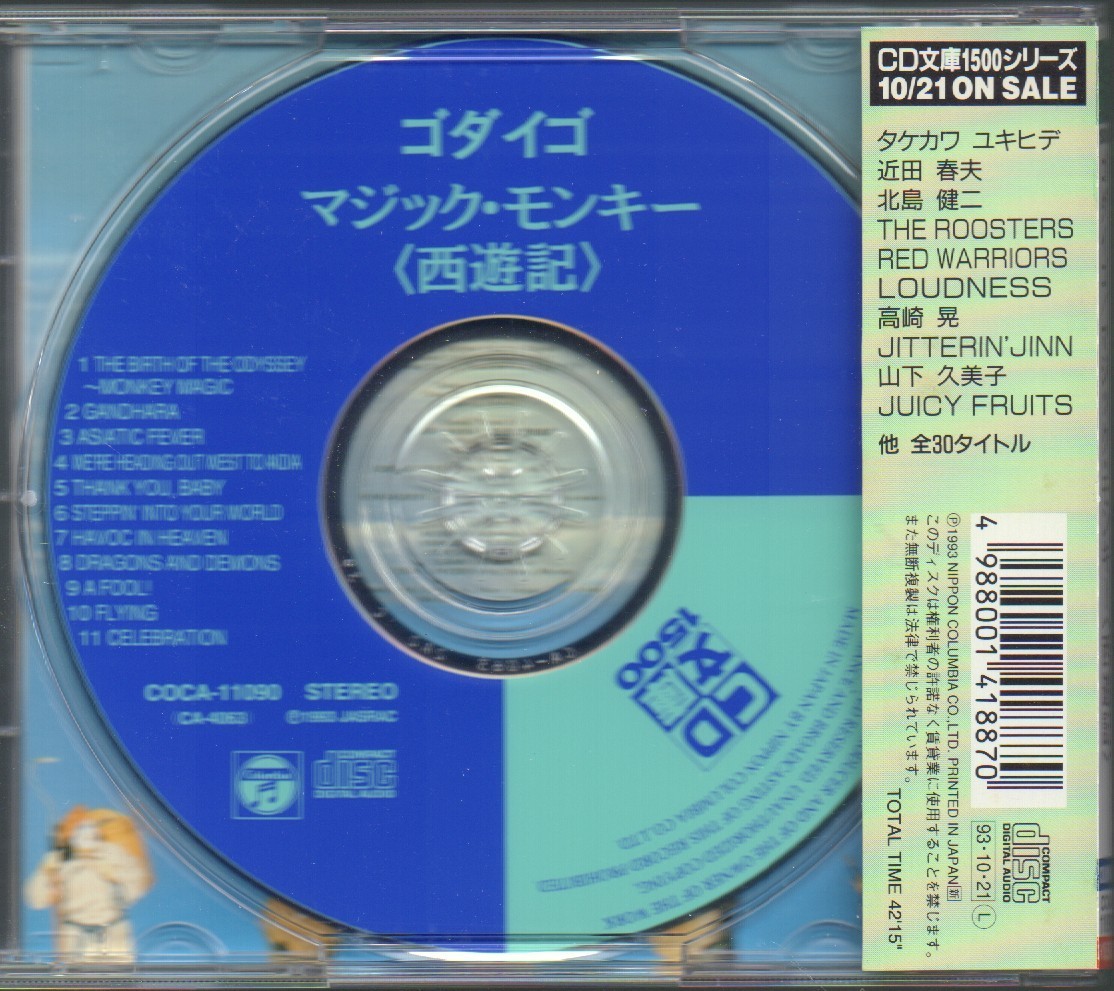 ゴダイゴ
マジック・モンキー
〈西遊記〉
1 THE BIRTH OF THE ODYSSEY
～MONKEY MAGIC
2 GANDHARA
3 ASIATIC FEVER
4 WE'RE HEADING OUT WEST TO INDIA
5 THANK YOU, BABY
6 STEPPIN' INTO YOUR WORLD
7 HAVOC IN HEAVEN
8 DRAGONS AND DEMONS
9 A FOOL!
10 FLYING
11 CELEBRATION
COCA-11090 STEREO
(CA-4063) Ⓟ1993 JASRAC
Columbia
COMPACT
disc
DIGITAL AUDIO
CD
文庫
1500
CD文庫1500シリーズ
10/21 ON SALE
タケカワ ユキヒデ
近田 春夫
北島 健二
THE ROOSTERS
RED WARRIORS
LOUDNESS
高崎 晃
JITTERIN'JINN
山下 久美子
JUICY FRUITS
他 全30タイトル
4 988001 418870
Ⓟ1993 NIPPON COLUMBIA CO.,LTD. PRINTED IN JAPAN 新
このディスクは権利者の許諾なく賃貸業に使用することを禁じます。
また無断複製は法律で禁じられています。
TOTAL TIME 42'15"
93・10・21 Ⓛ
COMPACT
disc
DIGITAL AUDIO